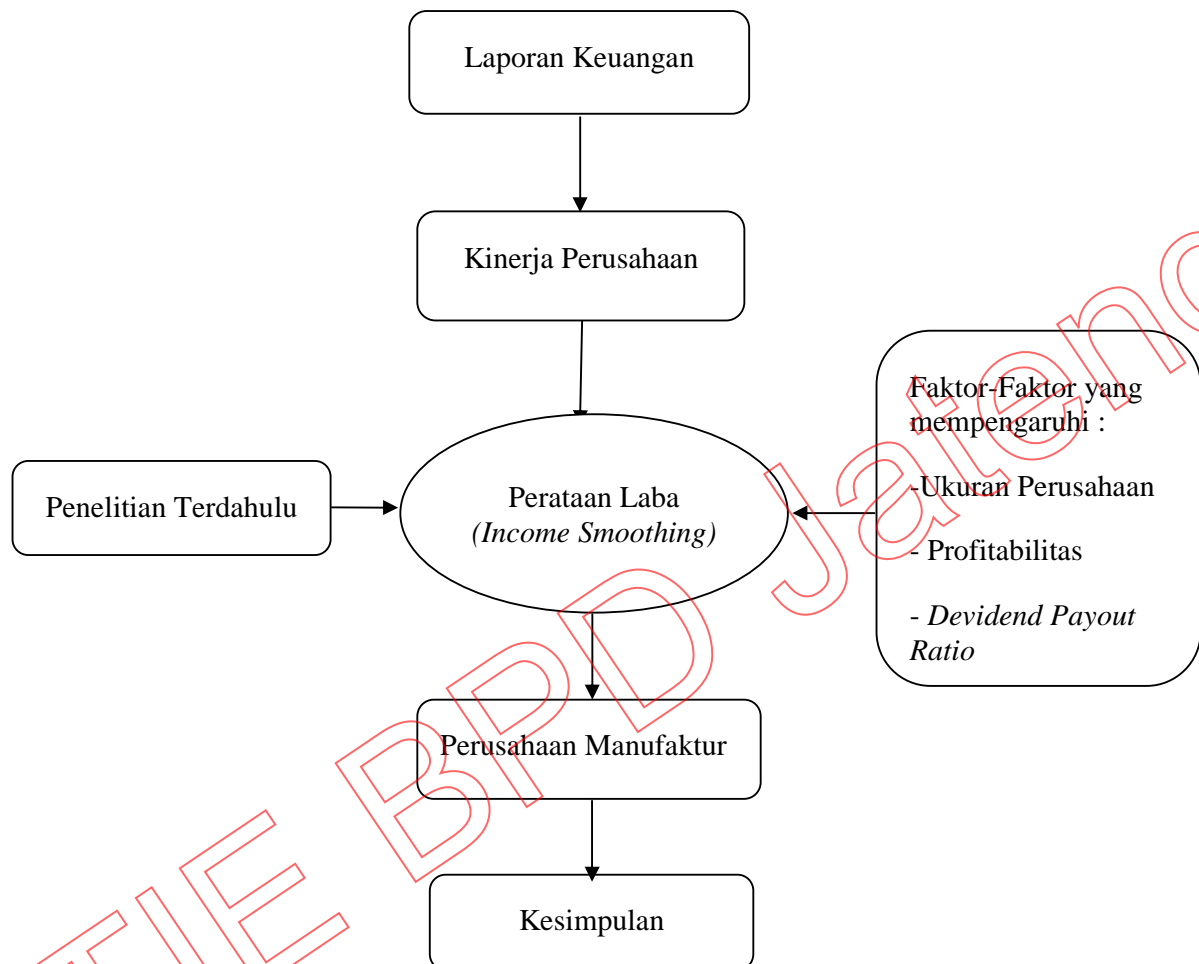 Laporan Keuangan
Kinerja Perusahaan
Faktor-Faktor yang
mempengaruhi :
-Ukuran Perusahaan
- Profitabilitas
- Devidend Payout
Ratio
Penelitian Terdahulu
Perataan Laba
(Income Smoothing)
Perusahaan Manufaktur
Kesimpulan
TIE BPD Jateng